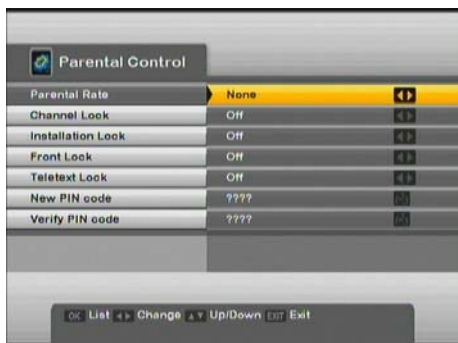 Parental Control
Parental Rate None
Channel Lock Off
Installation Lock Off
Front Lock Off
Teletext Lock Off
New PIN code ????
Verify PIN code ????
OK List Change Up/Down EXIT Exit